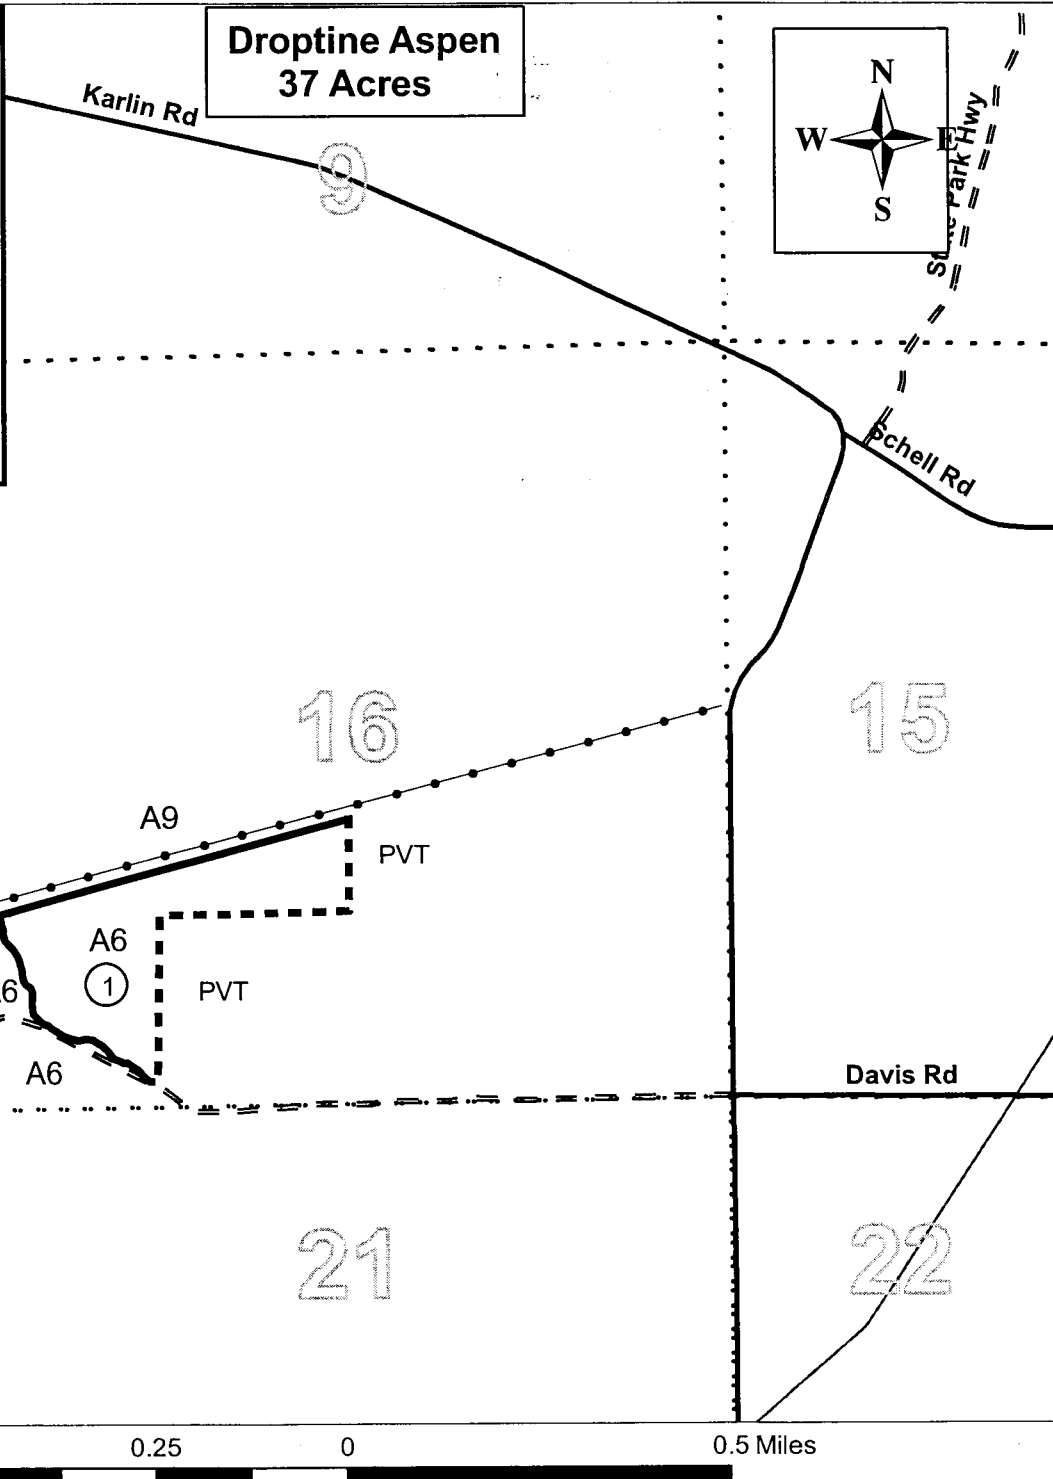 Droptine Aspen
37 Acres
Karlin Rd
9
N
W
E
S
Park Hwy
Schell Rd
16
15
A9
PVT
A6
1
PVT
A6
Davis Rd
21
22
0.25
0
0.5 Miles